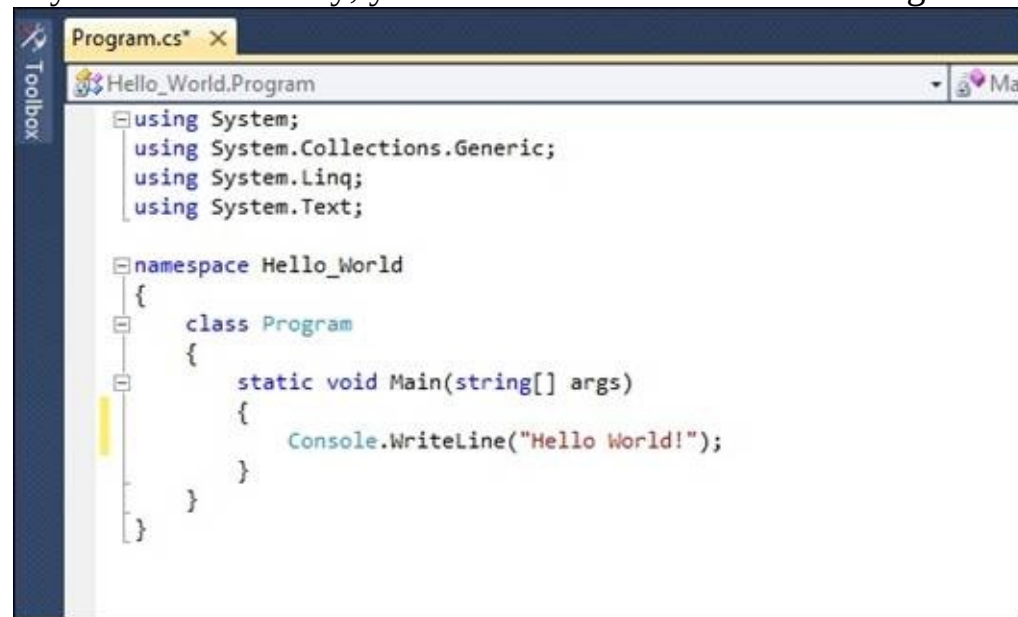 Program.cs*
Toolbox
Hello_World.Program
Ma
using System;
using System.Collections.Generic;
using System.Linq;
using System.Text;
namespace Hello_World
{
class Program
{
static void Main(string[] args)
{
Console.WriteLine("Hello World!");
}
}
}